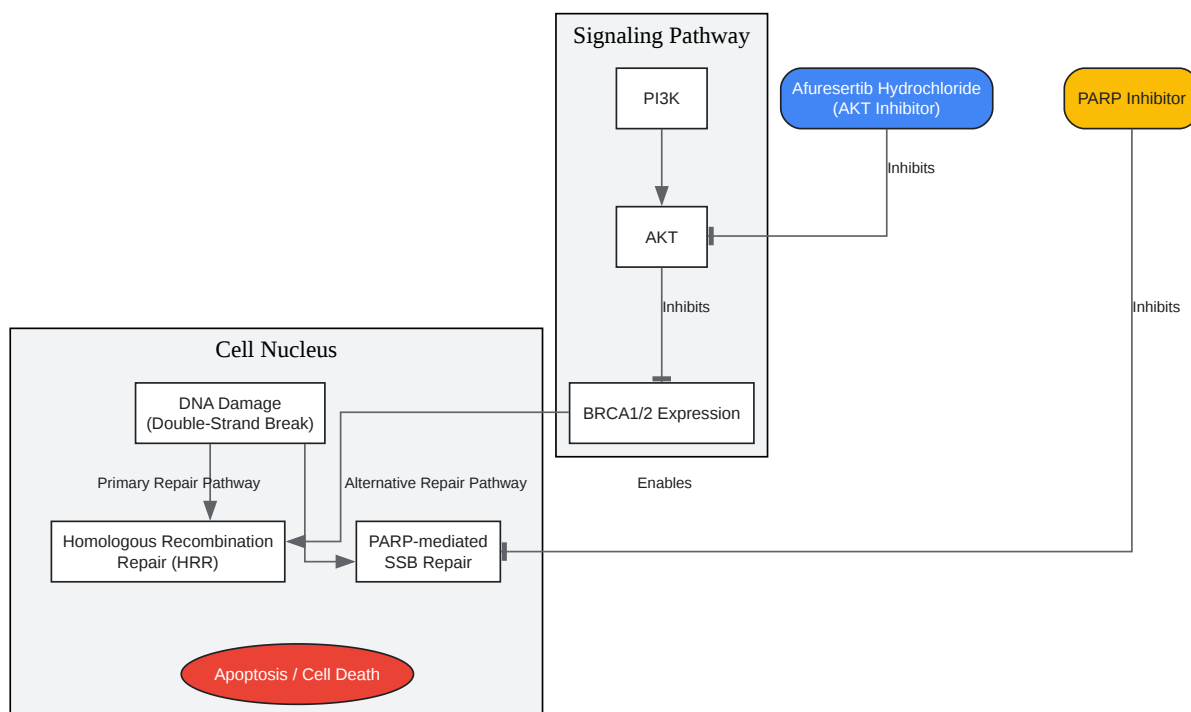 Signaling Pathway
PI3K
Afuresertib Hydrochloride
(AKT Inhibitor)
PARP Inhibitor
Inhibits
AKT
Inhibits
Inhibits
Cell Nucleus
DNA Damage
(Double-Strand Break)
BRCA1/2 Expression
Primary Repair Pathway
Alternative Repair Pathway
Enables
Homologous Recombination
Repair (HRR)
PARP-mediated
SSB Repair
Apoptosis / Cell Death